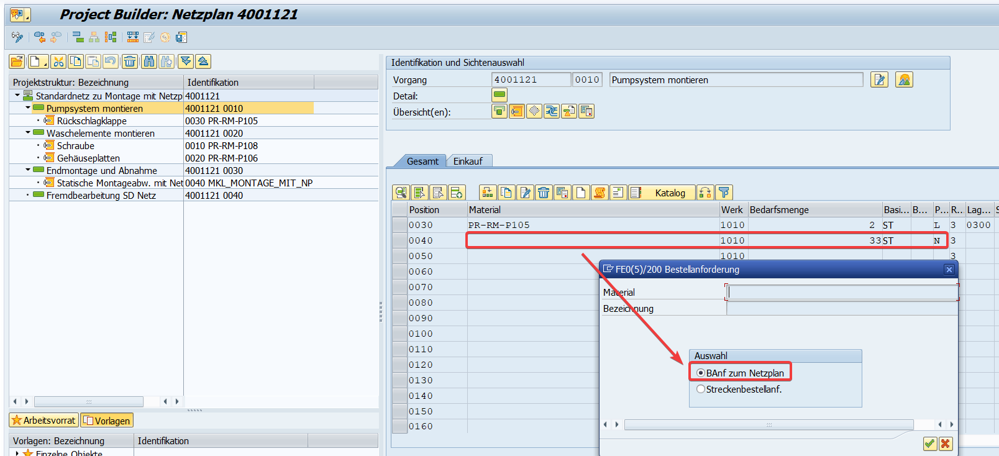 Project Builder: Netzplan 4001121
Projektstruktur: Bezeichnung Identifikation
Standardnetz zu Montage mit Netzp 4001121
Pumpsystem montieren 4001121 0010
Rückschlagklappe 0030 PR-RM-P105
Waschelemente montieren 4001121 0020
Schraube 0010 PR-RM-P108
Gehäuseplatten 0020 PR-RM-P106
Endmontage und Abnahme 4001121 0030
Statische Montageabw. mit Net 0040 MKL_MONTAGE_MIT_NP
Fremdbearbeitung SD Netz 4001121 0040
Arbeitsvorrat Vorlagen
Vorlagen: Bezeichnung Identifikation
Einzelne Objekte
Identifikation und Sichtenauswahl
Vorgang 4001121 0010 Pumpsystem montieren
Detail:
Übersicht(en):
Gesamt Einkauf
Katalog
Position Material Werk Bedarfsmenge Basi... B... P... R... Lag... S
0030 PR-RM-P105 1010 2 ST L 3 0300
0040 1010 33 ST N 3
0050 1010 3
0060
0070
0080
0090
0100
0110
0120
0130
0140
0150
0160
FE0(5)/200 Bestellanforderung
Material
Bezeichnung
Auswahl
BAnf zum Netzplan
Streckenbestellanf.